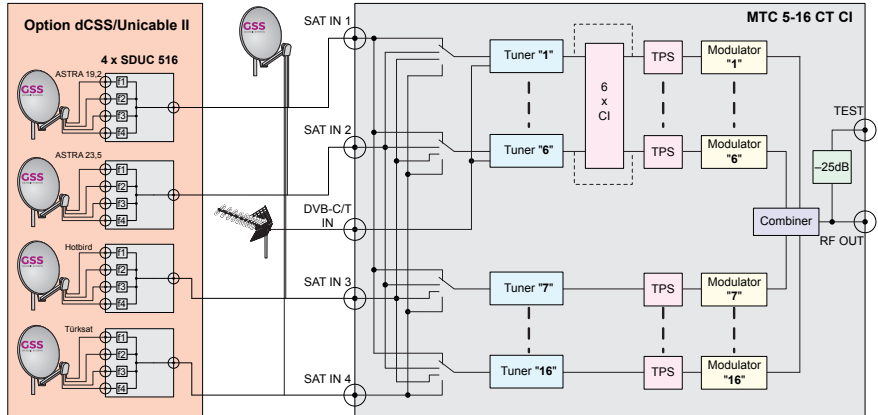 Option dCSS/Unicable II
4 x SDUC 516
ASTRA 19,2
GSS
f1
f2
f3
f4
ASTRA 23,5
GSS
f1
f2
f3
f4
Hotbird
GSS
f1
f2
f3
f4
Türksat
GSS
f1
f2
f3
f4
GSS
SAT IN 1
SAT IN 2
DVB-C/T
IN
SAT IN 3
SAT IN 4
MTC 5-16 CT CI
Tuner "1"
6
x
CI
TPS
Modulator
"1"
Tuner "6"
TPS
Modulator
"6"
TEST
–25dB
Combiner
RF OUT
Tuner "7"
TPS
Modulator
"7"
Tuner "16"
TPS
Modulator
"16"